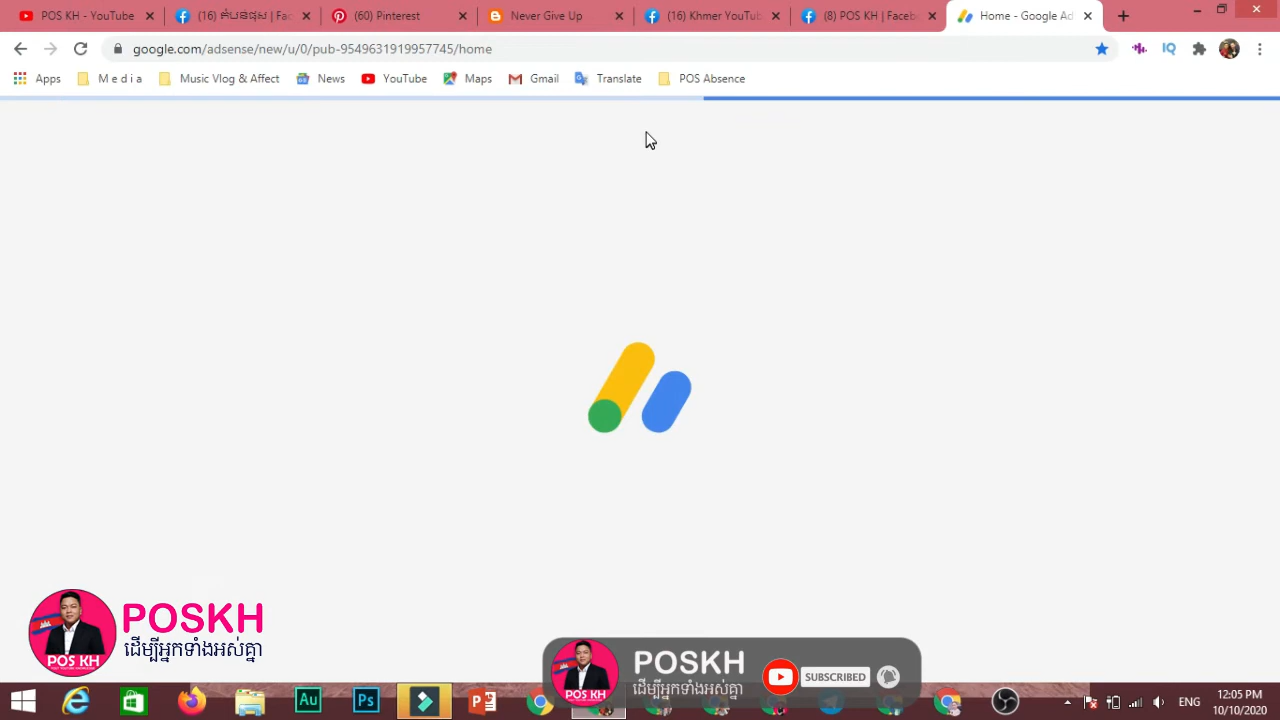 POS KH - YouTube
(16) តំបន់ផុស | Fac
(60) Pinterest
Never Give Up
(16) Khmer YouTub
(8) POS KH | Facebo
Home - Google Ad
google.com/adsense/new/u/0/pub-9549631919957745/home
Apps
M e d i a
Music Vlog & Affect
News
YouTube
Maps
Gmail
Translate
POS Absence
POSKH
ដើម្បីអ្នកទាំងអស់គ្នា
POS KH
POSKH
ដើម្បីអ្នកទាំងអស់គ្នា
POS KH
SUBSCRIBED
ENG
12:05 PM
10/10/2020